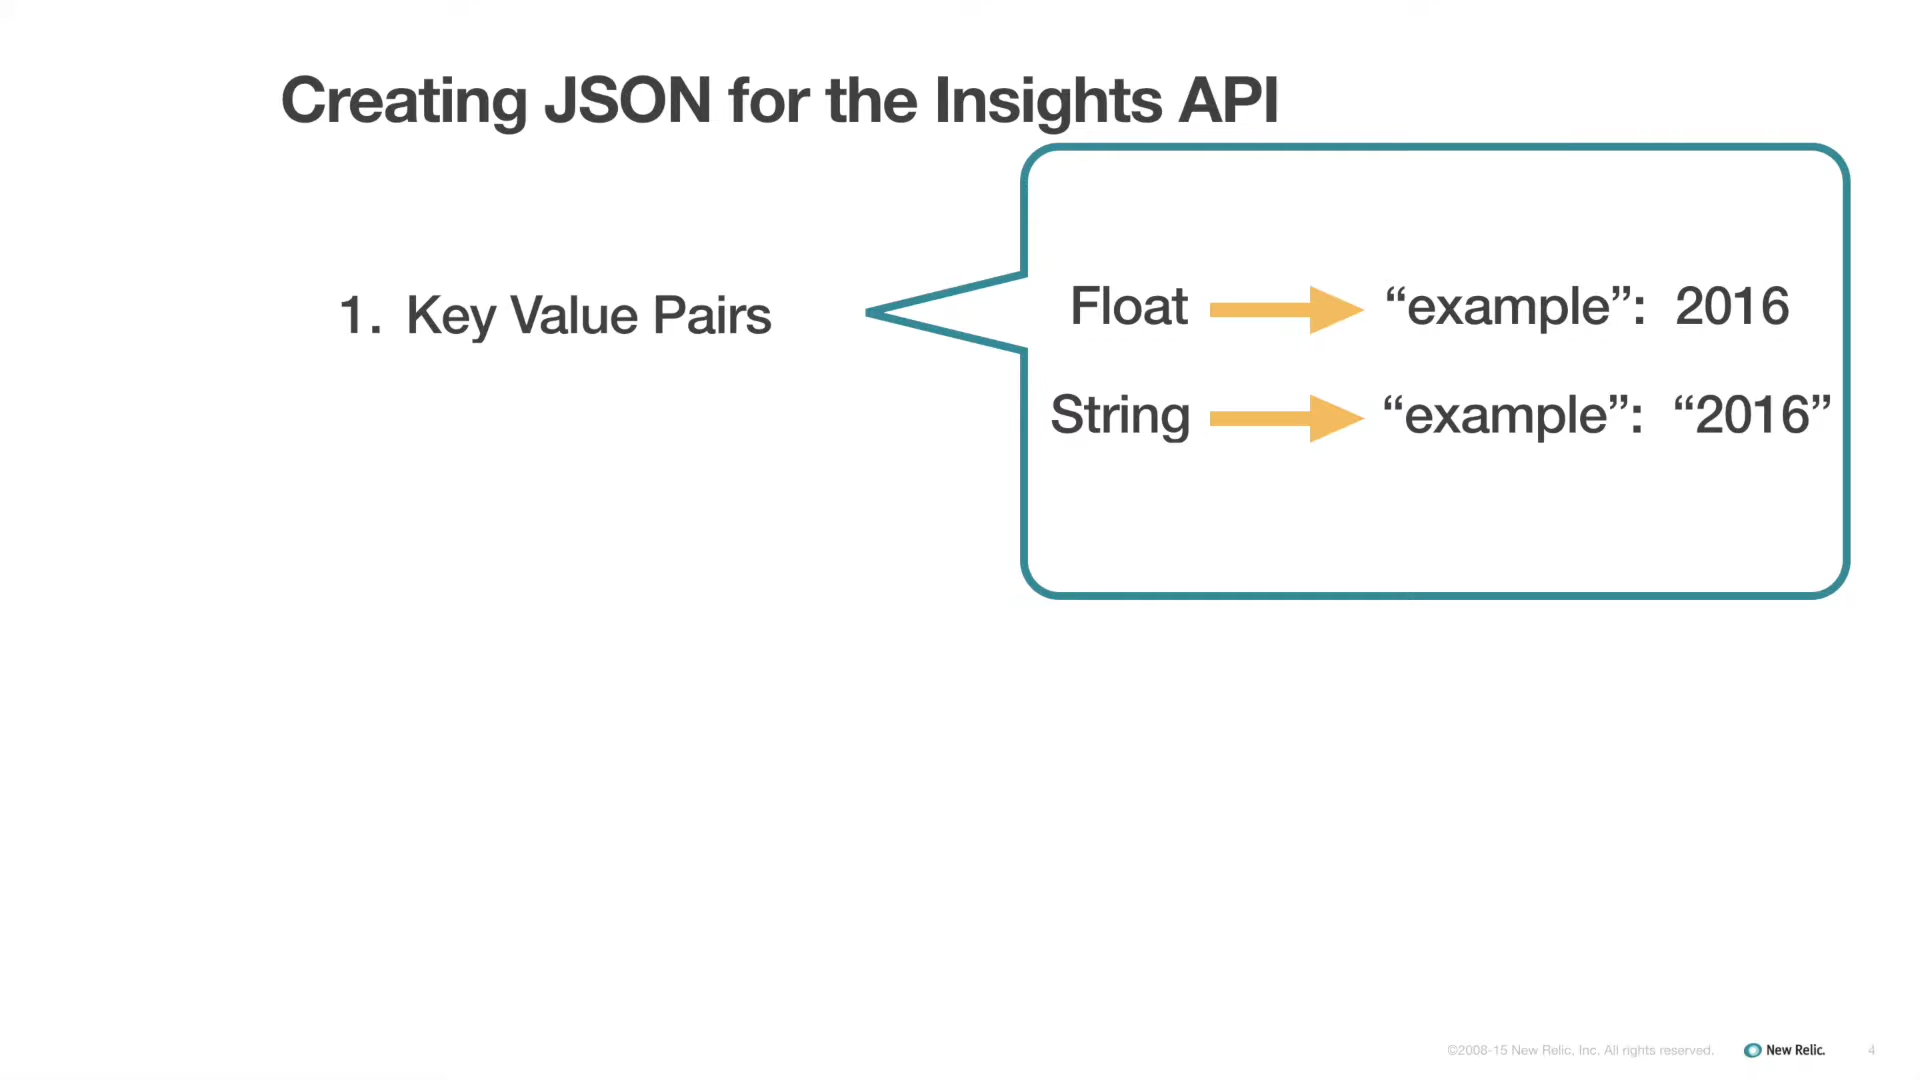 Creating JSON for the Insights API
1. Key Value Pairs
Float “example”: 2016
String “example”: “2016”
©2008-15 New Relic, Inc. All rights reserved. New Relic. 4